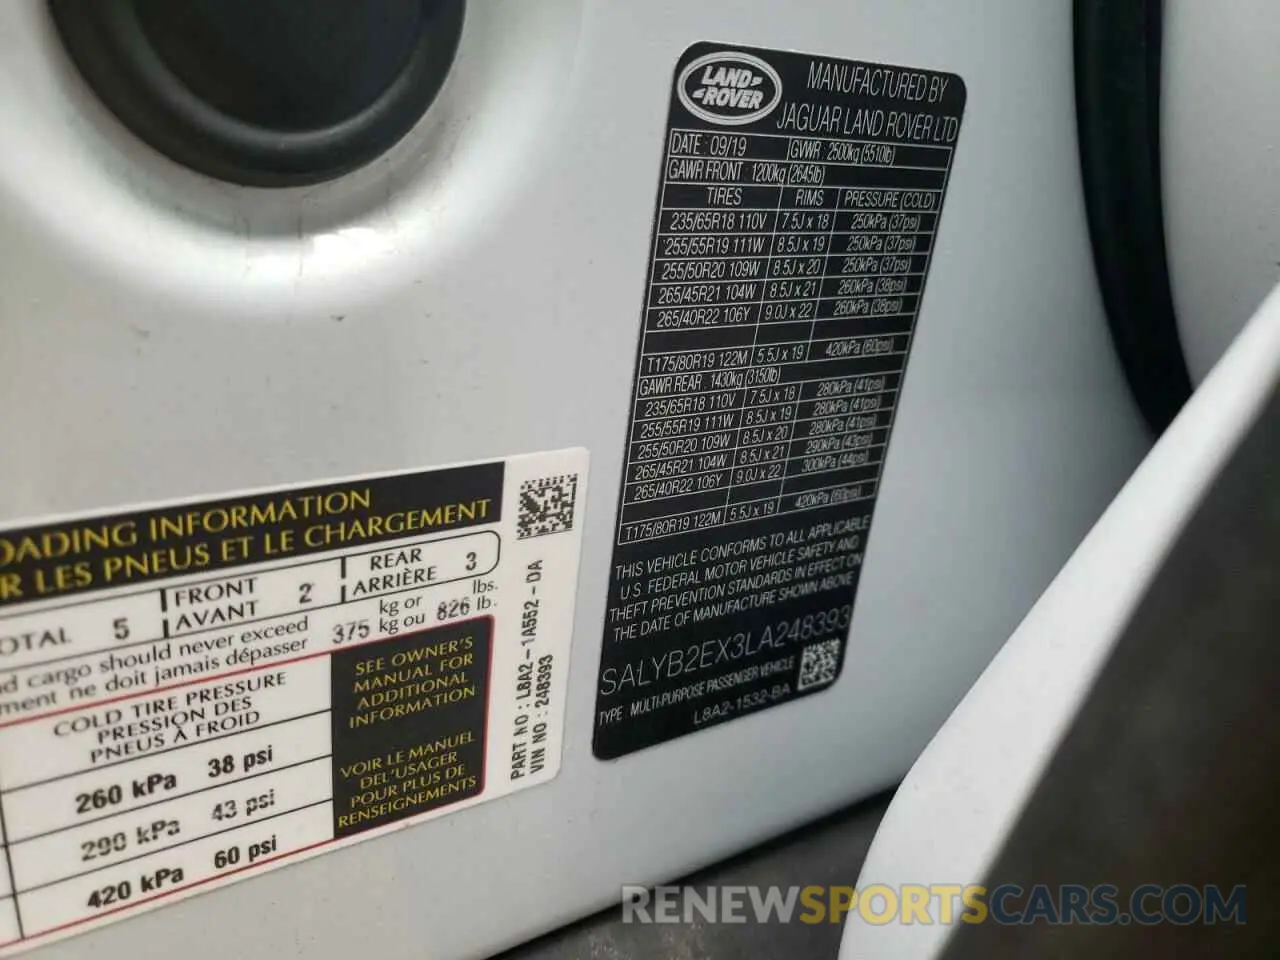 LAND ROVER
MANUFACTURED BY
JAGUAR LAND ROVER LTD
DATE : 09/19 GVWR : 2500kg (5510lb)
GAWR FRONT : 1200kg (2645lb)
TIRES RIMS PRESSURE (COLD)
235/65R18 110V 7.5J x 18 250kPa (37psi)
255/55R19 111W 8.5J x 19 250kPa (37psi)
255/50R20 109W 8.5J x 20 250kPa (37psi)
265/45R21 104W 8.5J x 21 260kPa (38psi)
265/40R22 106Y 9.0J x 22 260kPa (38psi)
T175/80R19 122M 5.5J x 19 420kPa (60psi)
GAWR REAR : 1430kg (3150lb)
235/65R18 110V 7.5J x 18 280kPa (41psi)
255/55R19 111W 8.5J x 19 280kPa (41psi)
255/50R20 109W 8.5J x 20 280kPa (41psi)
265/45R21 104W 8.5J x 21 290kPa (43psi)
265/40R22 106Y 9.0J x 22 300kPa (44psi)
T175/80R19 122M 5.5J x 19 420kPa (60psi)
THIS VEHICLE CONFORMS TO ALL APPLICABLE
U.S. FEDERAL MOTOR VEHICLE SAFETY AND
THEFT PREVENTION STANDARDS IN EFFECT ON
THE DATE OF MANUFACTURE SHOWN ABOVE
SALYB2EX3LA248393
TYPE : MULTI-PURPOSE PASSENGER VEHICLE
L8A2-1532-BA
OADING INFORMATION
R LES PNEUS ET LE CHARGEMENT
OTAL 5 FRONT AVANT 2 REAR ARRIÈRE 3
nd cargo should never exceed 375 kg or 826 lbs.
ment ne doit jamais dépasser kg ou lb.
COLD TIRE PRESSURE
PRESSION DES
PNEUS À FROID
260 kPa 38 psi
290 kPa 43 psi
420 kPa 60 psi
SEE OWNER'S
MANUAL FOR
ADDITIONAL
INFORMATION
VOIR LE MANUEL
DEL'USAGER
POUR PLUS DE
RENSEIGNEMENTS
PART NO : L8A2-1A552-DA
VIN NO : 248393
RENEWSPORTSCARS.COM